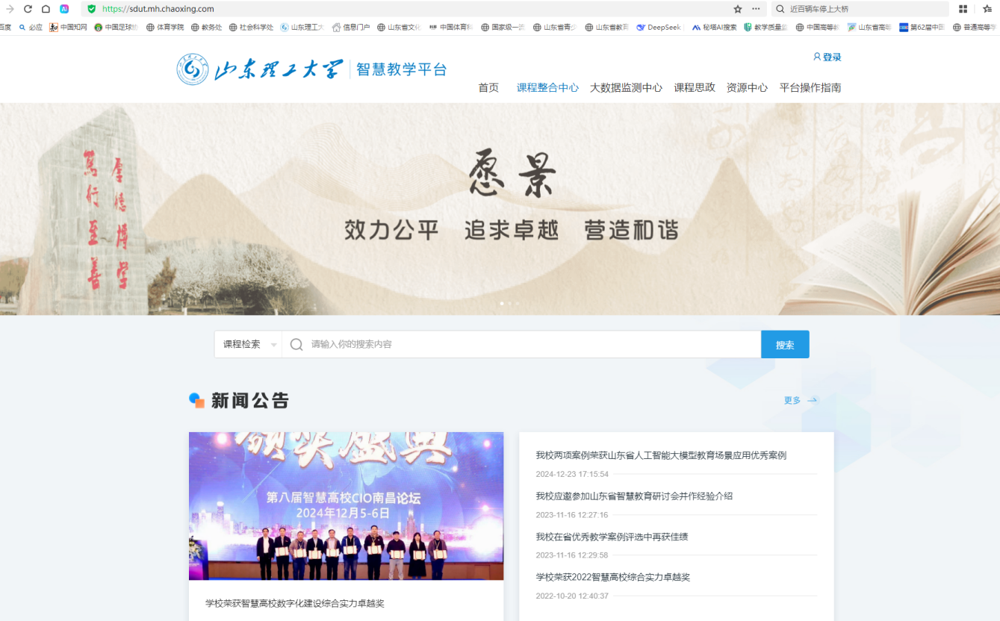 https://sdut.mh.chaoxing.com
近百辆车停上大桥
百度 必应 中国知网 中国足球协 体育学院 教务处 社会科学处 山东理工大 信息门户 山东省文化 中国体育科 国家级一流 山东省青少 山东省教育 DeepSeek 秘塔AI搜索 教学质量监 中国高等教 山东省高等 第62届中国 普通高等学
登录
山东理工大学 智慧教学平台
首页 课程整合中心 大数据监测中心 课程思政 资源中心 平台操作指南
厚德博学
笃行至善
愿景
效力公平 追求卓越 营造和谐
课程检索 请输入你的搜索内容 搜索
新闻公告 更多
颁奖盛典
第八届智慧高校CIO南昌论坛
2024年12月5-6日
学校荣获智慧高校数字化建设综合实力卓越奖
我校两项案例荣获山东省人工智能大模型教育场景应用优秀案例
2024-12-23 17:15:54
我校应邀参加山东省智慧教育研讨会并作经验介绍
2023-11-16 12:27:16
我校在省优秀教学案例评选中再获佳绩
2023-11-16 12:29:58
学校荣获2022智慧高校综合实力卓越奖
2022-10-20 12:40:37